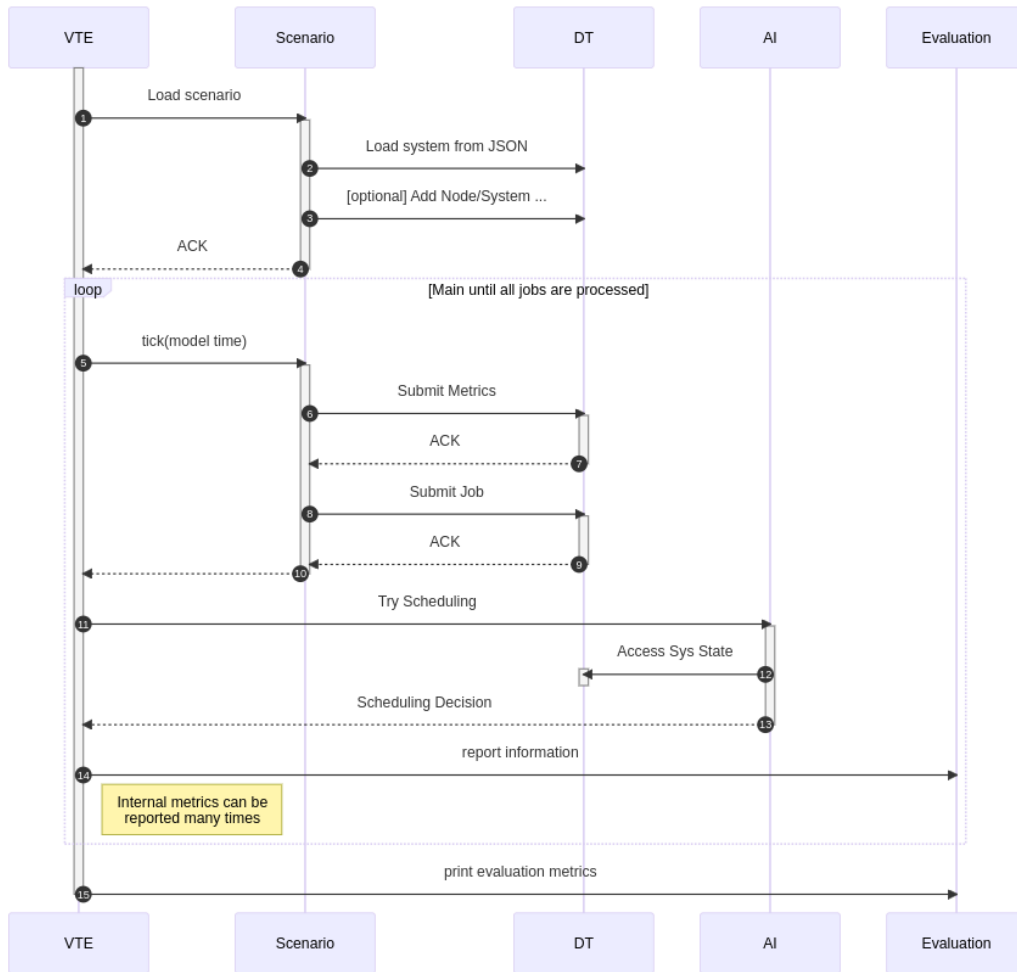 VTE
Scenario
DT
AI
Evaluation
Load scenario
1
Load system from JSON
2
[optional] Add Node/System ...
3
ACK
4
loop
[Main until all jobs are processed]
tick(model time)
5
Submit Metrics
6
ACK
7
Submit Job
8
ACK
9
10
Try Scheduling
11
Access Sys State
12
Scheduling Decision
13
report information
14
Internal metrics can be
reported many times
print evaluation metrics
15
VTE
Scenario
DT
AI
Evaluation